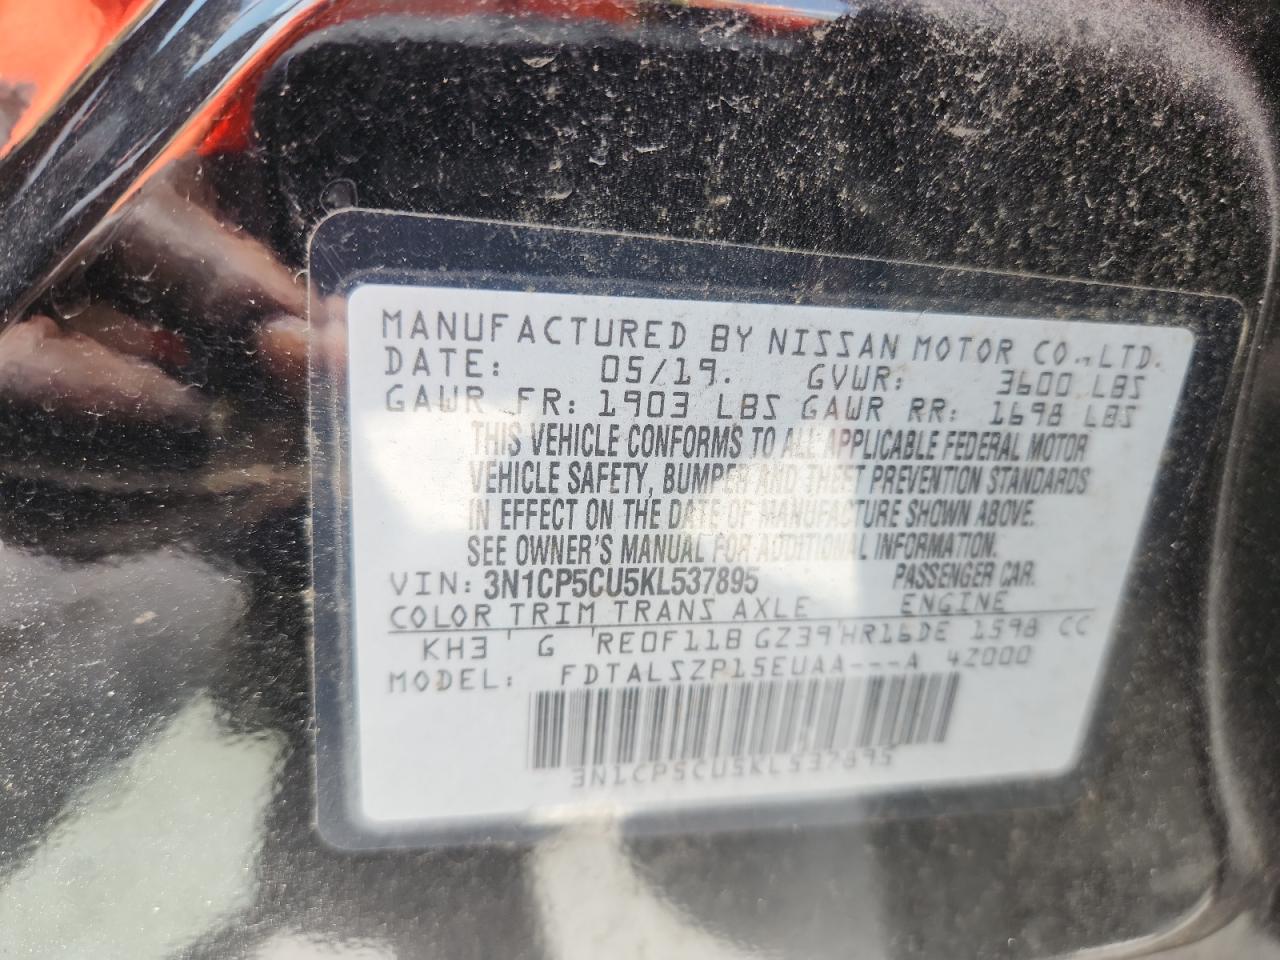 MANUFACTURED BY NISSAN MOTOR CO.,LTD.
DATE: 05/19. GVWR: 3600 LBS
GAWR FR: 1903 LBS GAWR RR: 1698 LBS
THIS VEHICLE CONFORMS TO ALL APPLICABLE FEDERAL MOTOR
VEHICLE SAFETY, BUMPER AND THEFT PREVENTION STANDARDS
IN EFFECT ON THE DATE OF MANUFACTURE SHOWN ABOVE.
SEE OWNER'S MANUAL FOR ADDITIONAL INFORMATION.
VIN: 3N1CP5CU5KL537895 PASSENGER CAR.
COLOR TRIM TRANS AXLE ENGINE
KH3 G RE0F11B GZ39 HR16DE 1598 CC
MODEL: FDTALSZP15EUAA---A 4Z000
3N1CP5CU5KL537895